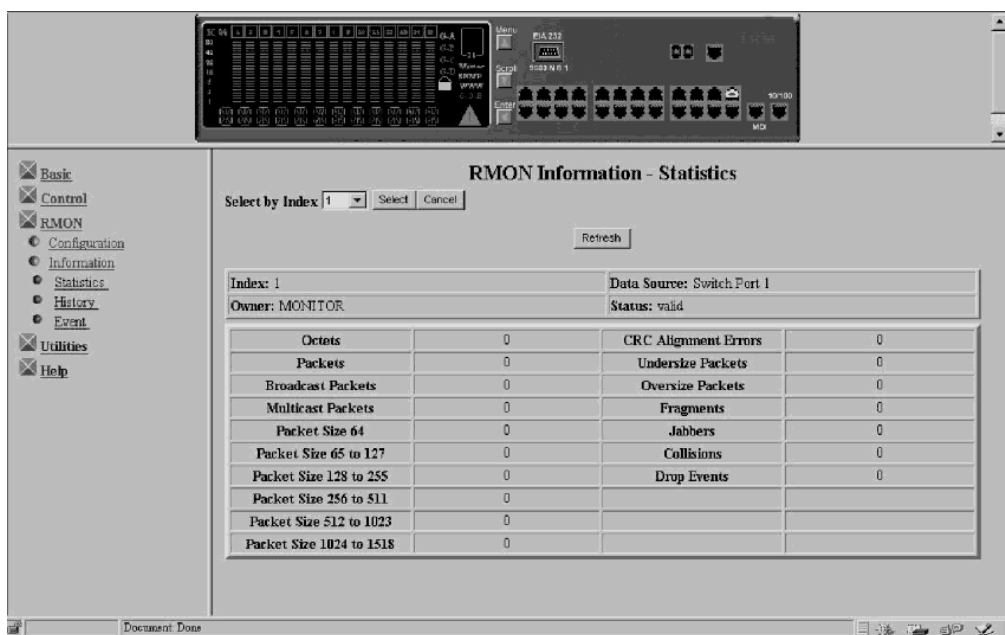 Menu
EIA 232
9600 N 8 1
Scroll
SNMP
WWW
Enter
10/100
MDI
Basic
Control
RMON
Configuration
Information
Statistics
History
Event
Utilities
Help
RMON Information - Statistics
Select by Index 1 Select Cancel
Refresh
Index: 1 Data Source: Switch Port 1
Owner: MONITOR Status: valid
Octets 0 CRC Alignment Errors 0
Packets 0 Undersize Packets 0
Broadcast Packets 0 Oversize Packets 0
Multicast Packets 0 Fragments 0
Packet Size 64 0 Jabbers 0
Packet Size 65 to 127 0 Collisions 0
Packet Size 128 to 255 0 Drop Events 0
Packet Size 256 to 511 0
Packet Size 512 to 1023 0
Packet Size 1024 to 1518 0
Document: Done